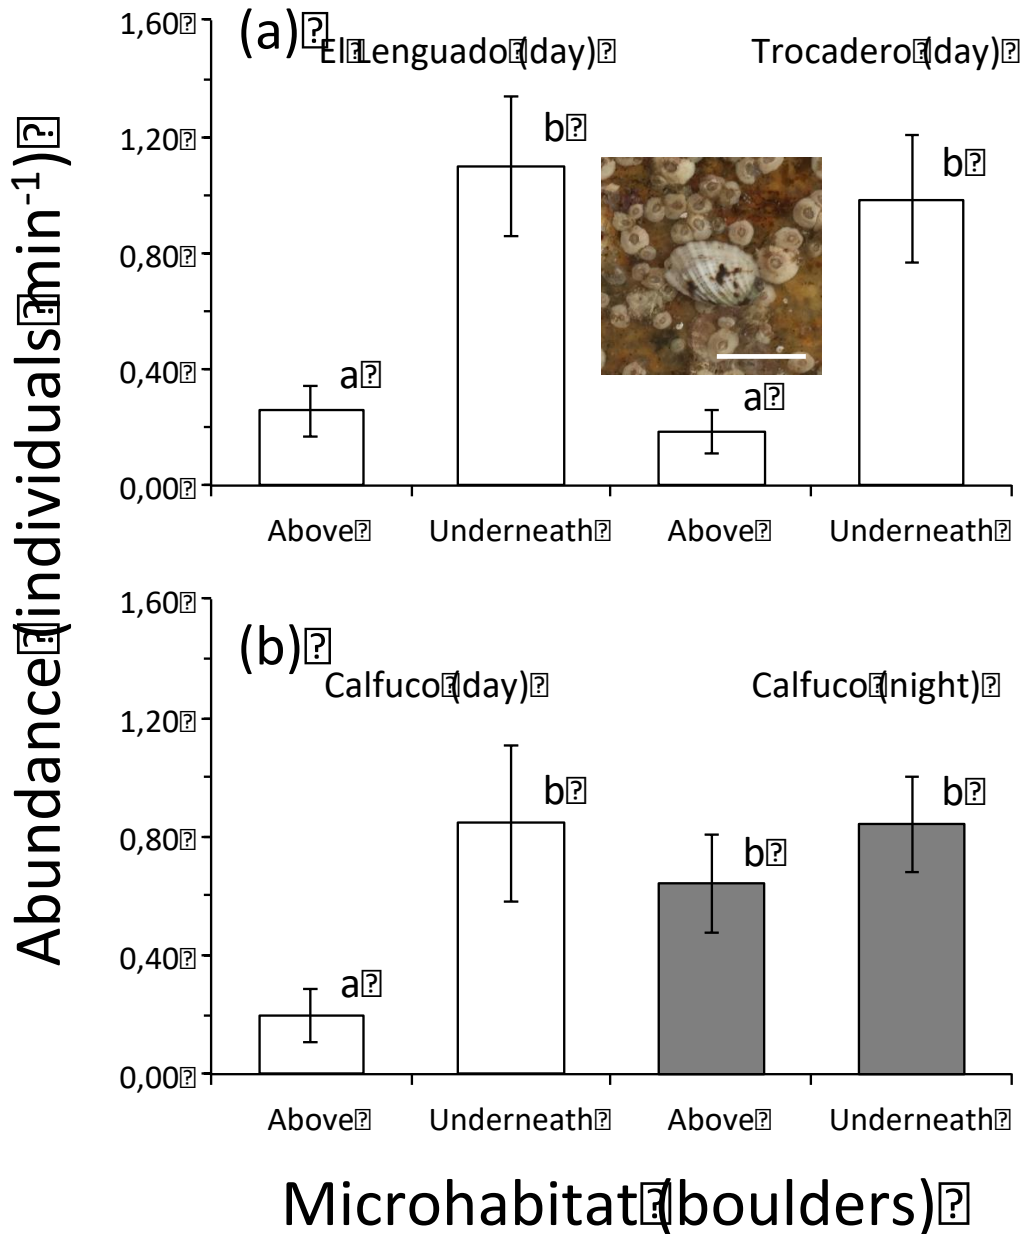 Abundance (individuals min-1)
(a)
El Lenguado (day) Trocadero (day)
1,60
1,20
0,80
0,40
0,00
a b a b
Above Underneath Above Underneath
(b)
Calfuco (day) Calfuco (night)
1,60
1,20
0,80
0,40
0,00
a b b b
Above Underneath Above Underneath
Microhabitat (boulders)